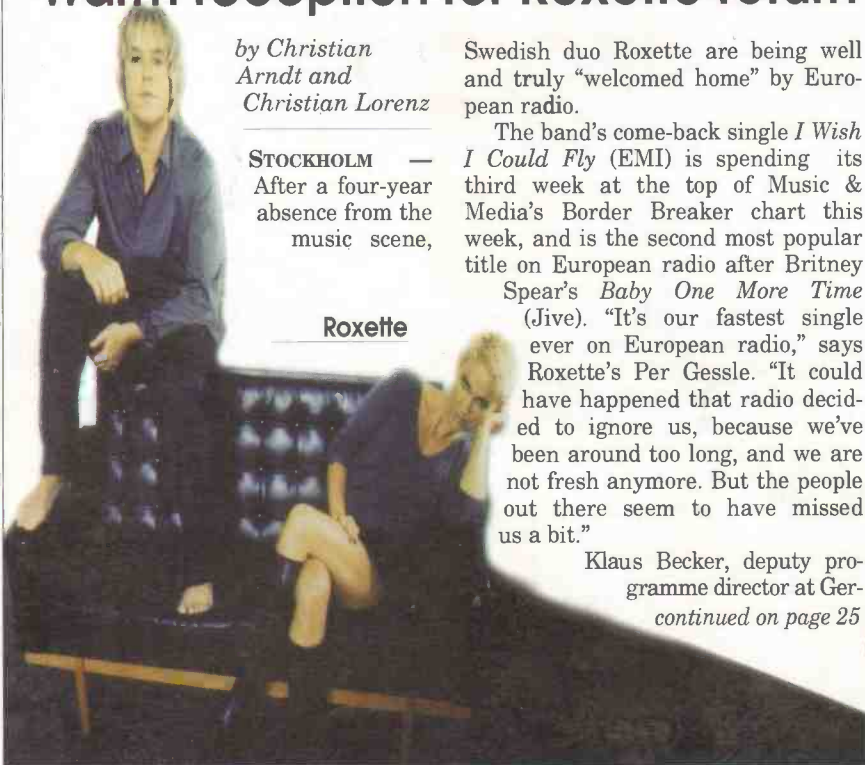 warm reception for Roxette return
by Christian
Arndt and
Christian Lorenz
STOCKHOLM —
After a four-year
absence from the
music scene,
Roxette
Swedish duo Roxette are being well
and truly “welcomed home” by Euro-
pean radio.
The band’s come-back single I Wish
I Could Fly (EMI) is spending its
third week at the top of Music &
Media’s Border Breaker chart this
week, and is the second most popular
title on European radio after Britney
Spear’s Baby One More Time
(Jive). “It’s our fastest single
ever on European radio,” says
Roxette’s Per Gessle. “It could
have happened that radio decid-
ed to ignore us, because we’ve
been around too long, and we are
not fresh anymore. But the people
out there seem to have missed
us a bit.”
Klaus Becker, deputy pro-
gramme director at Ger-
continued on page 25